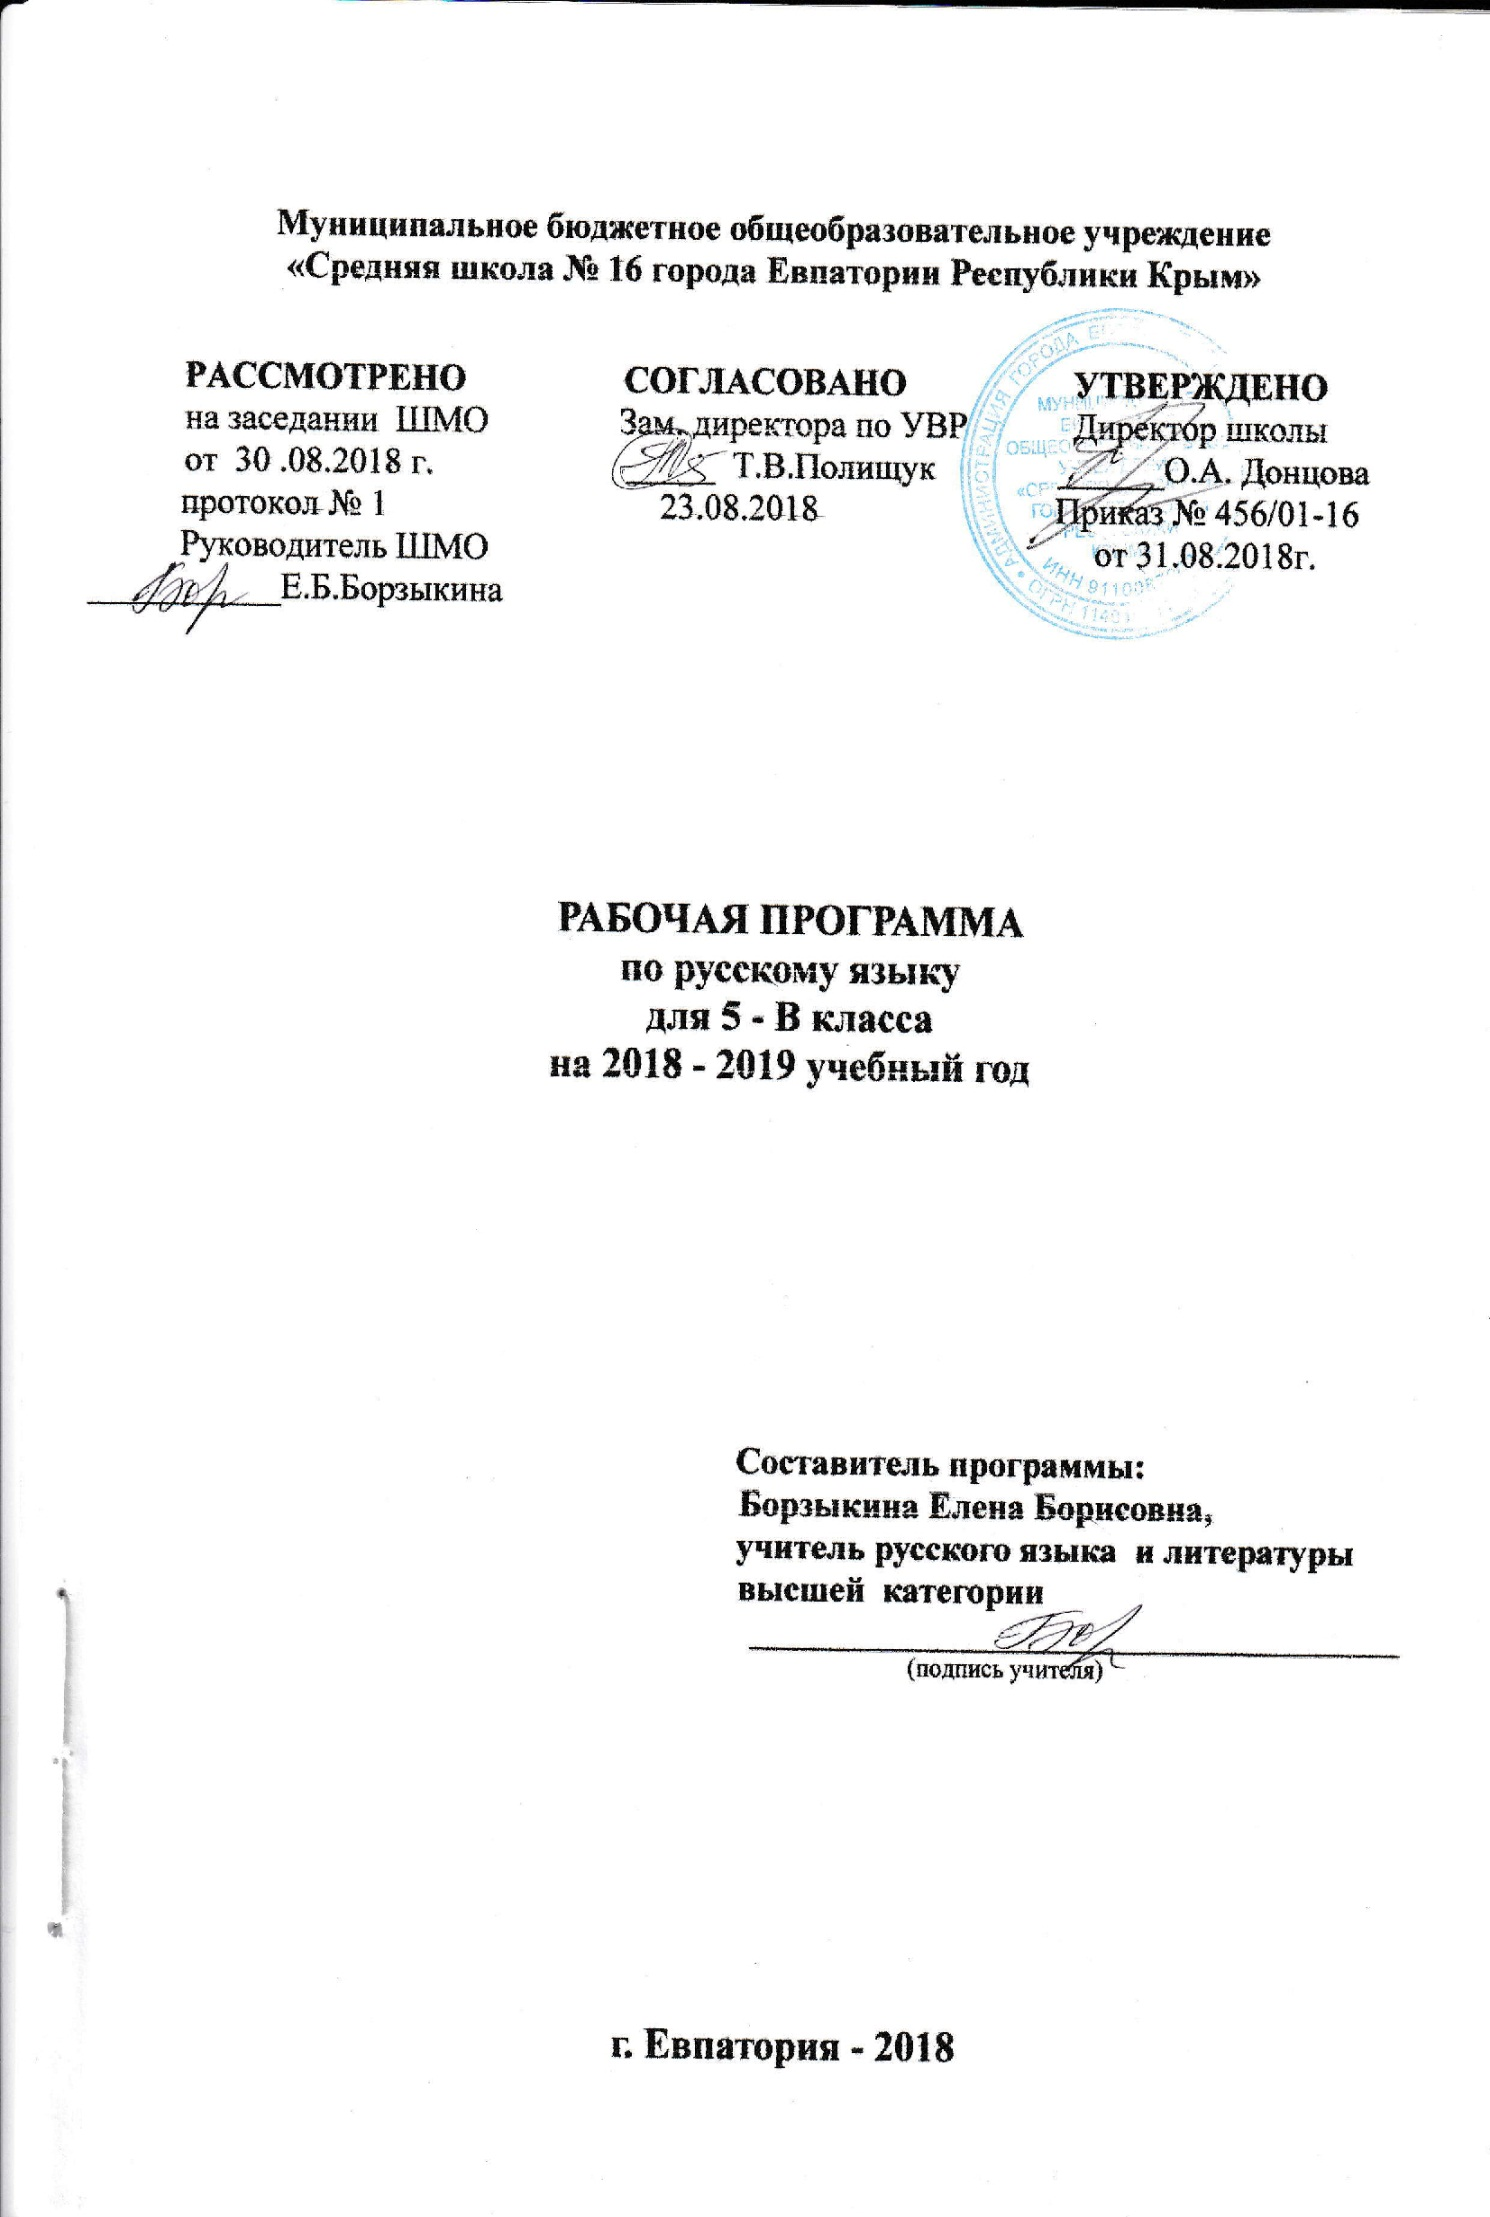 Муниципальное бюджетное общеобразовательное учреждение
«Средняя школа № 16 города Евпатории Республики Крым»
РАССМОТРЕНО
на заседании ШМО
от 30 .08.2018 г.
протокол № 1
Руководитель ШМО
Е.Б.Борзыкина
СОГЛАСОВАНО
Зам. директора по УВР
Т.В.Полищук
23.08.2018
УТВЕРЖДЕНО
Директор школы
О.А. Донцова
Приказ № 456/01-16
от 31.08.2018г.
АДМИНИСТРАЦИЯ ГОРОДА
ИНН
ОГРН
РАБОЧАЯ ПРОГРАММА
по русскому языку
для 5 - В класса
на 2018 - 2019 учебный год
Составитель программы:
Борзыкина Елена Борисовна,
учитель русского языка и литературы
высшей категории
(подпись учителя)
г. Евпатория - 2018